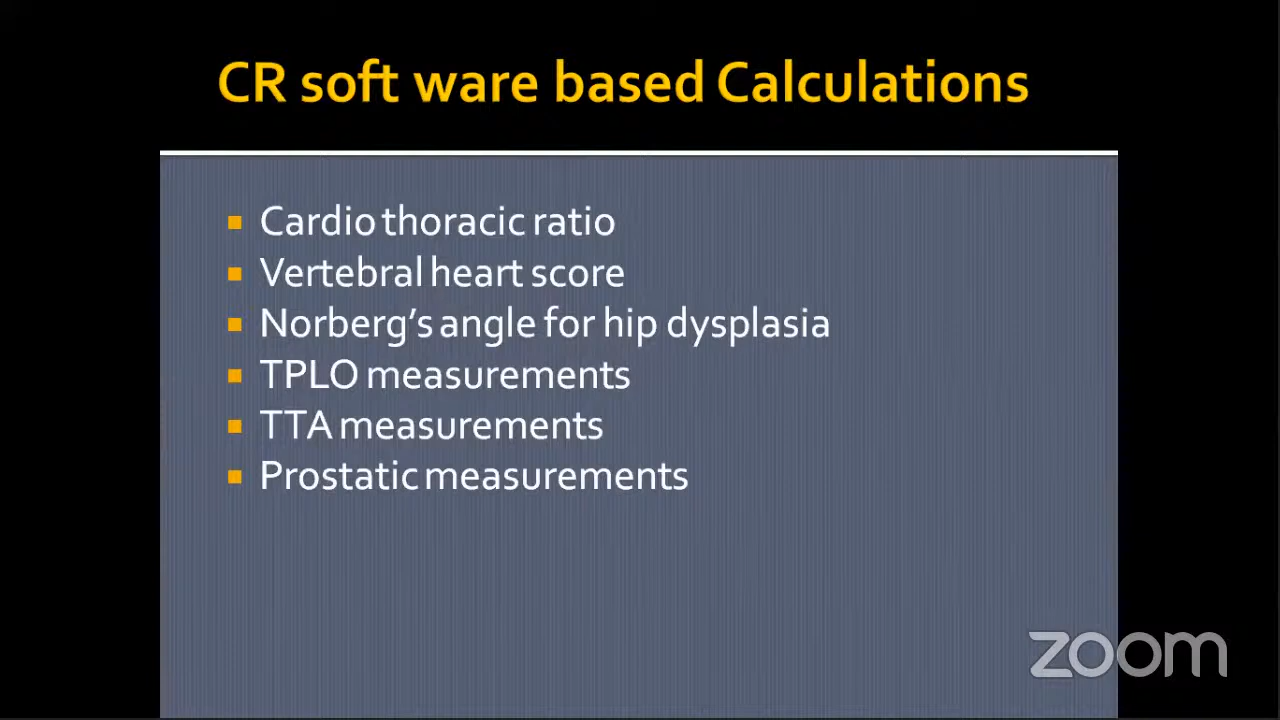 CR soft ware based Calculations
Cardio thoracic ratio
Vertebral heart score
Norberg’s angle for hip dysplasia
TPLO measurements
TTA measurements
Prostatic measurements
zoom